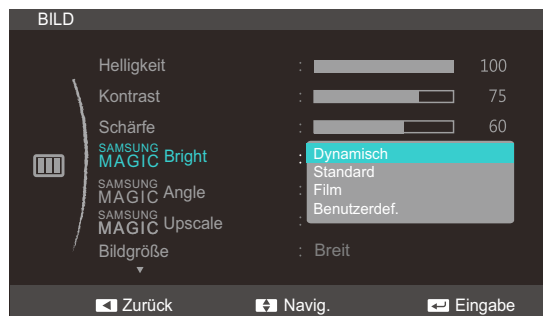 BILD
Helligkeit : 100
Kontrast : 75
Schärfe : 60
SAMSUNG
MAGIC Bright :
Dynamisch
Standard
Film
Benutzerdef.
SAMSUNG
MAGIC Angle :
SAMSUNG
MAGIC Upscale :
Bildgröße : Breit
Zurück Navig. Eingabe